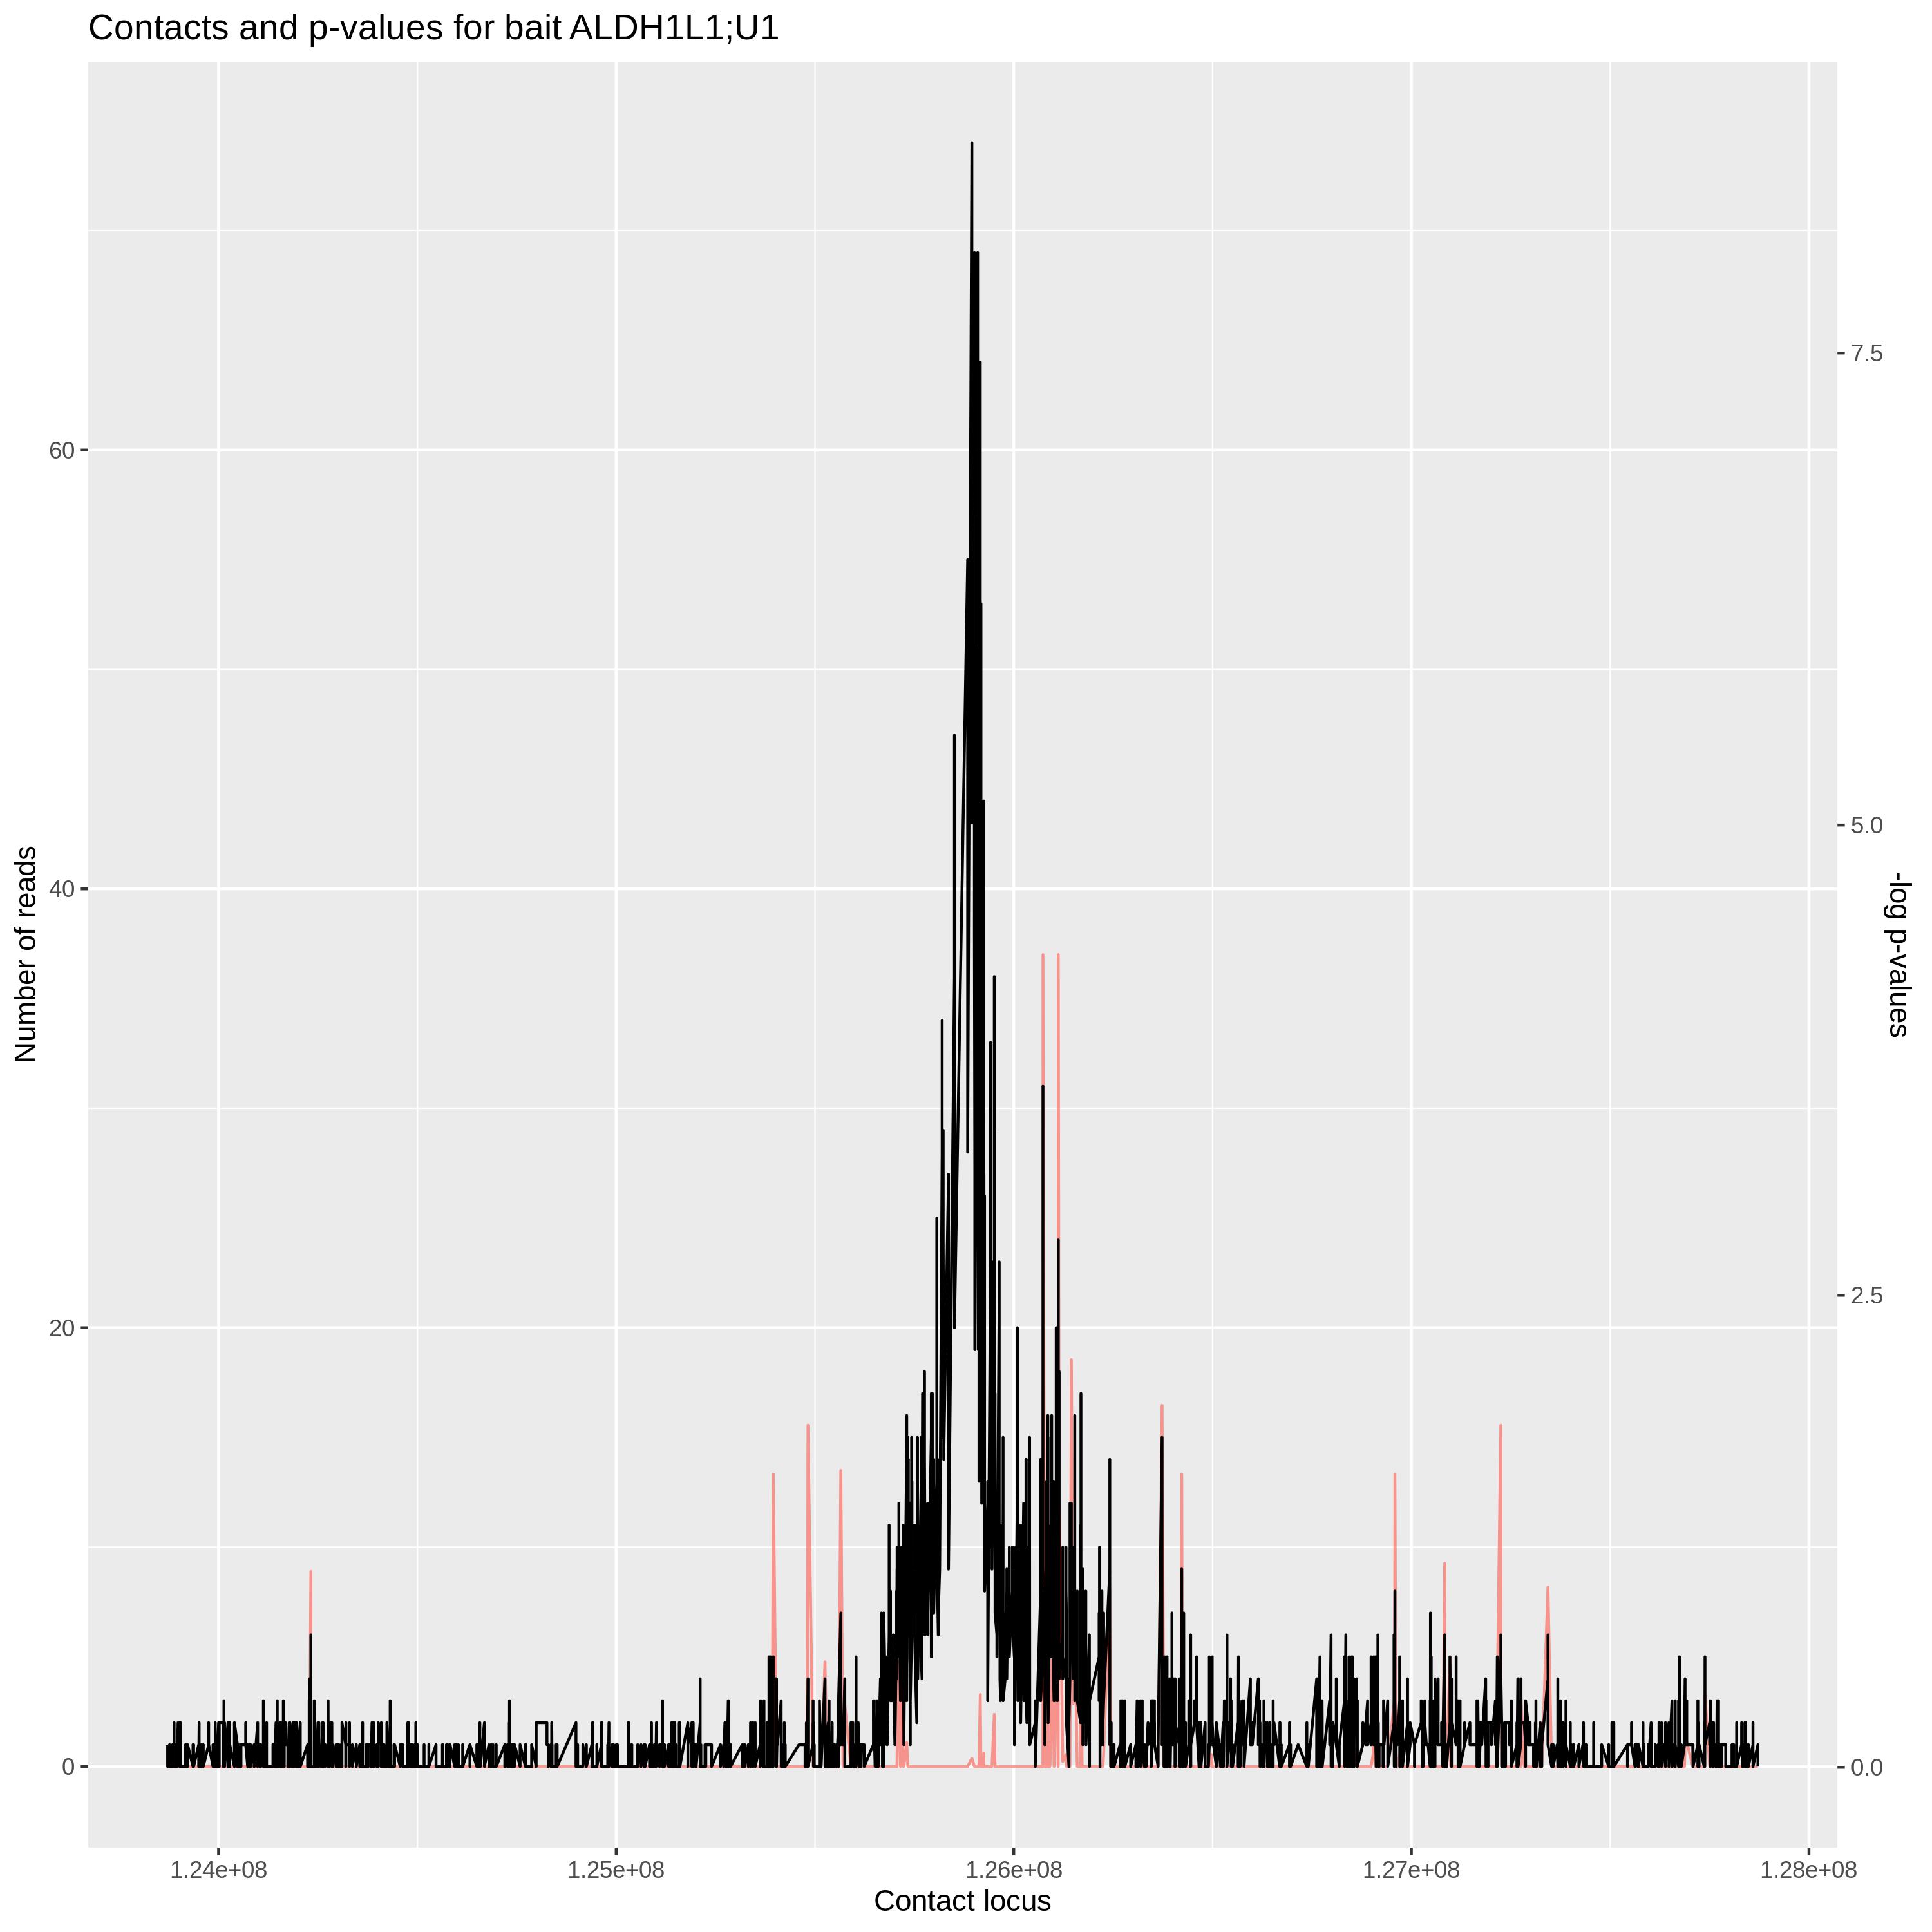 Contacts and p-values for bait ALDH1L1;U1
Number of reads
60
40
20
0
7.5
5.0
2.5
0.0
-log p-values
1.24e+08
1.25e+08
1.26e+08
1.27e+08
1.28e+08
Contact locus